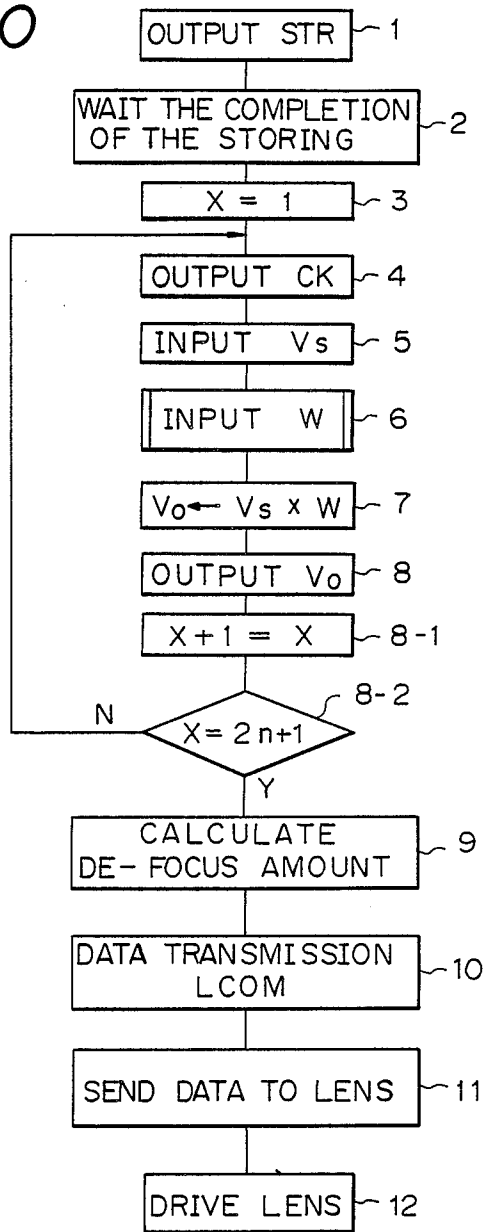 O
OUTPUT STR 1
WAIT THE COMPLETION
OF THE STORING 2
X = 1 3
OUTPUT CK 4
INPUT Vs 5
INPUT W 6
Vo ← Vs x W 7
OUTPUT Vo 8
X+1 = X 8-1
8-2
N
X = 2n+1
Y
CALCULATE
DE-FOCUS AMOUNT 9
DATA TRANSMISSION
LCOM 10
SEND DATA TO LENS 11
DRIVE LENS 12